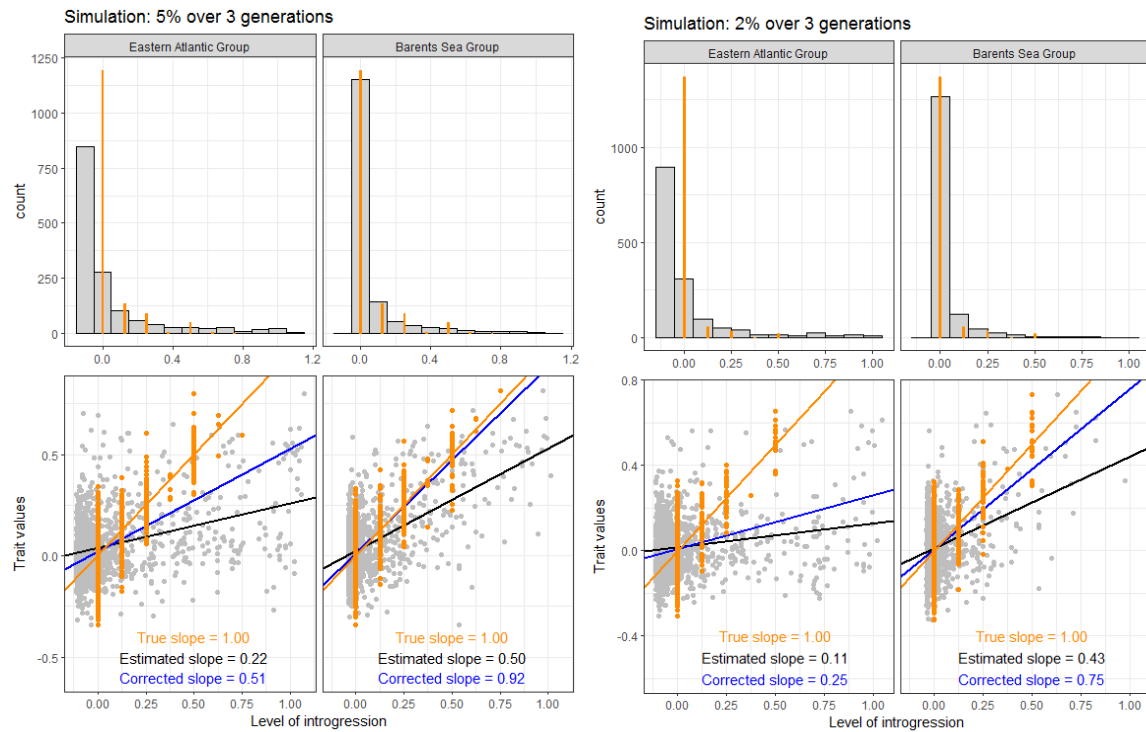 Simulation: 5% over 3 generations
Eastern Atlantic Group
Barents Sea Group
1250
1000
750
500
250
0
count
0.0
0.4
0.8
1.2
0.0
0.4
0.8
1.2
0.5
0.0
-0.5
Trait values
True slope = 1.00
Estimated slope = 0.22
Corrected slope = 0.51
True slope = 1.00
Estimated slope = 0.50
Corrected slope = 0.92
0.00
0.25
0.50
0.75
1.00
0.00
0.25
0.50
0.75
1.00
Level of introgression
Simulation: 2% over 3 generations
Eastern Atlantic Group
Barents Sea Group
1000
500
0
count
0.00
0.25
0.50
0.75
1.00
0.00
0.25
0.50
0.75
1.00
0.8
0.4
0.0
-0.4
Trait values
True slope = 1.00
Estimated slope = 0.11
Corrected slope = 0.25
True slope = 1.00
Estimated slope = 0.43
Corrected slope = 0.75
0.00
0.25
0.50
0.75
1.00
0.00
0.25
0.50
0.75
1.00
Level of introgression